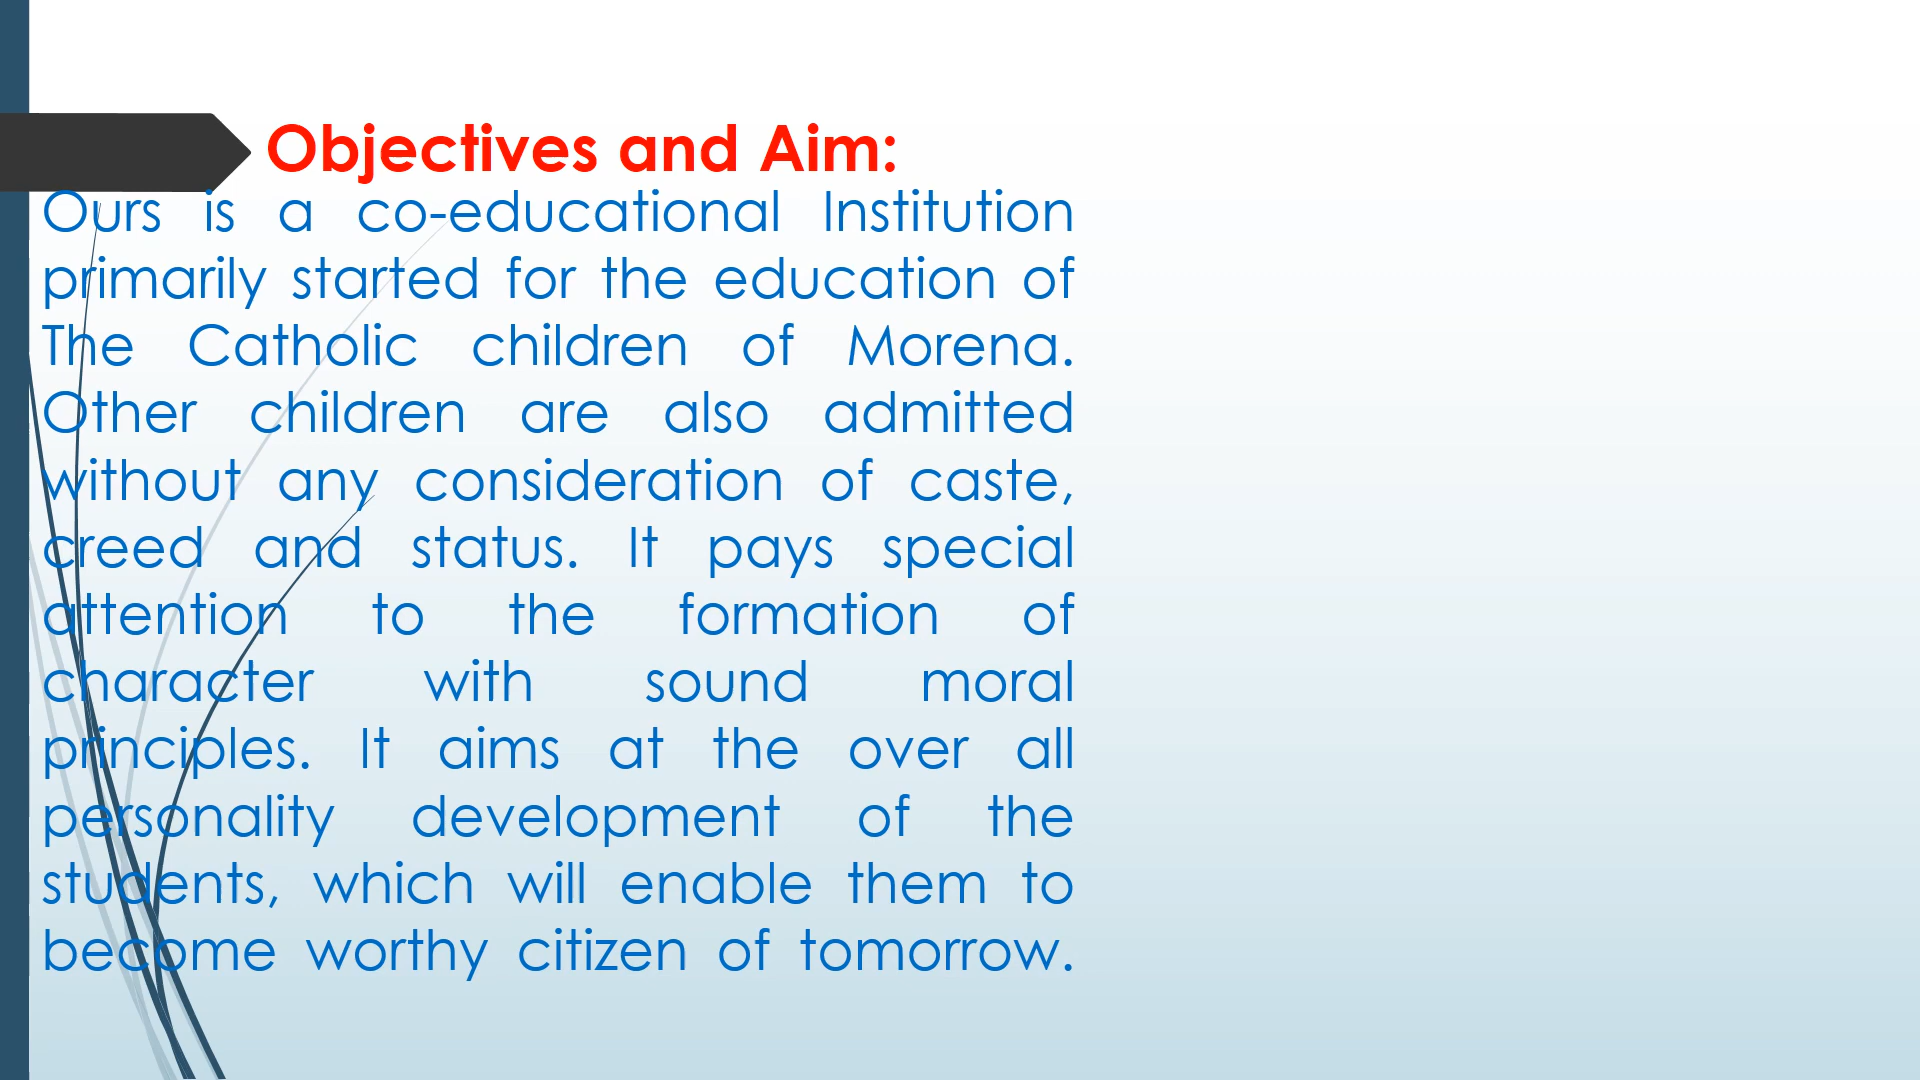 Objectives and Aim:
Ours is a co-educational Institution
primarily started for the education of
The Catholic children of Morena.
Other children are also admitted
without any consideration of caste,
creed and status. It pays special
attention to the formation of
character with sound moral
principles. It aims at the over all
personality development of the
students, which will enable them to
become worthy citizen of tomorrow.